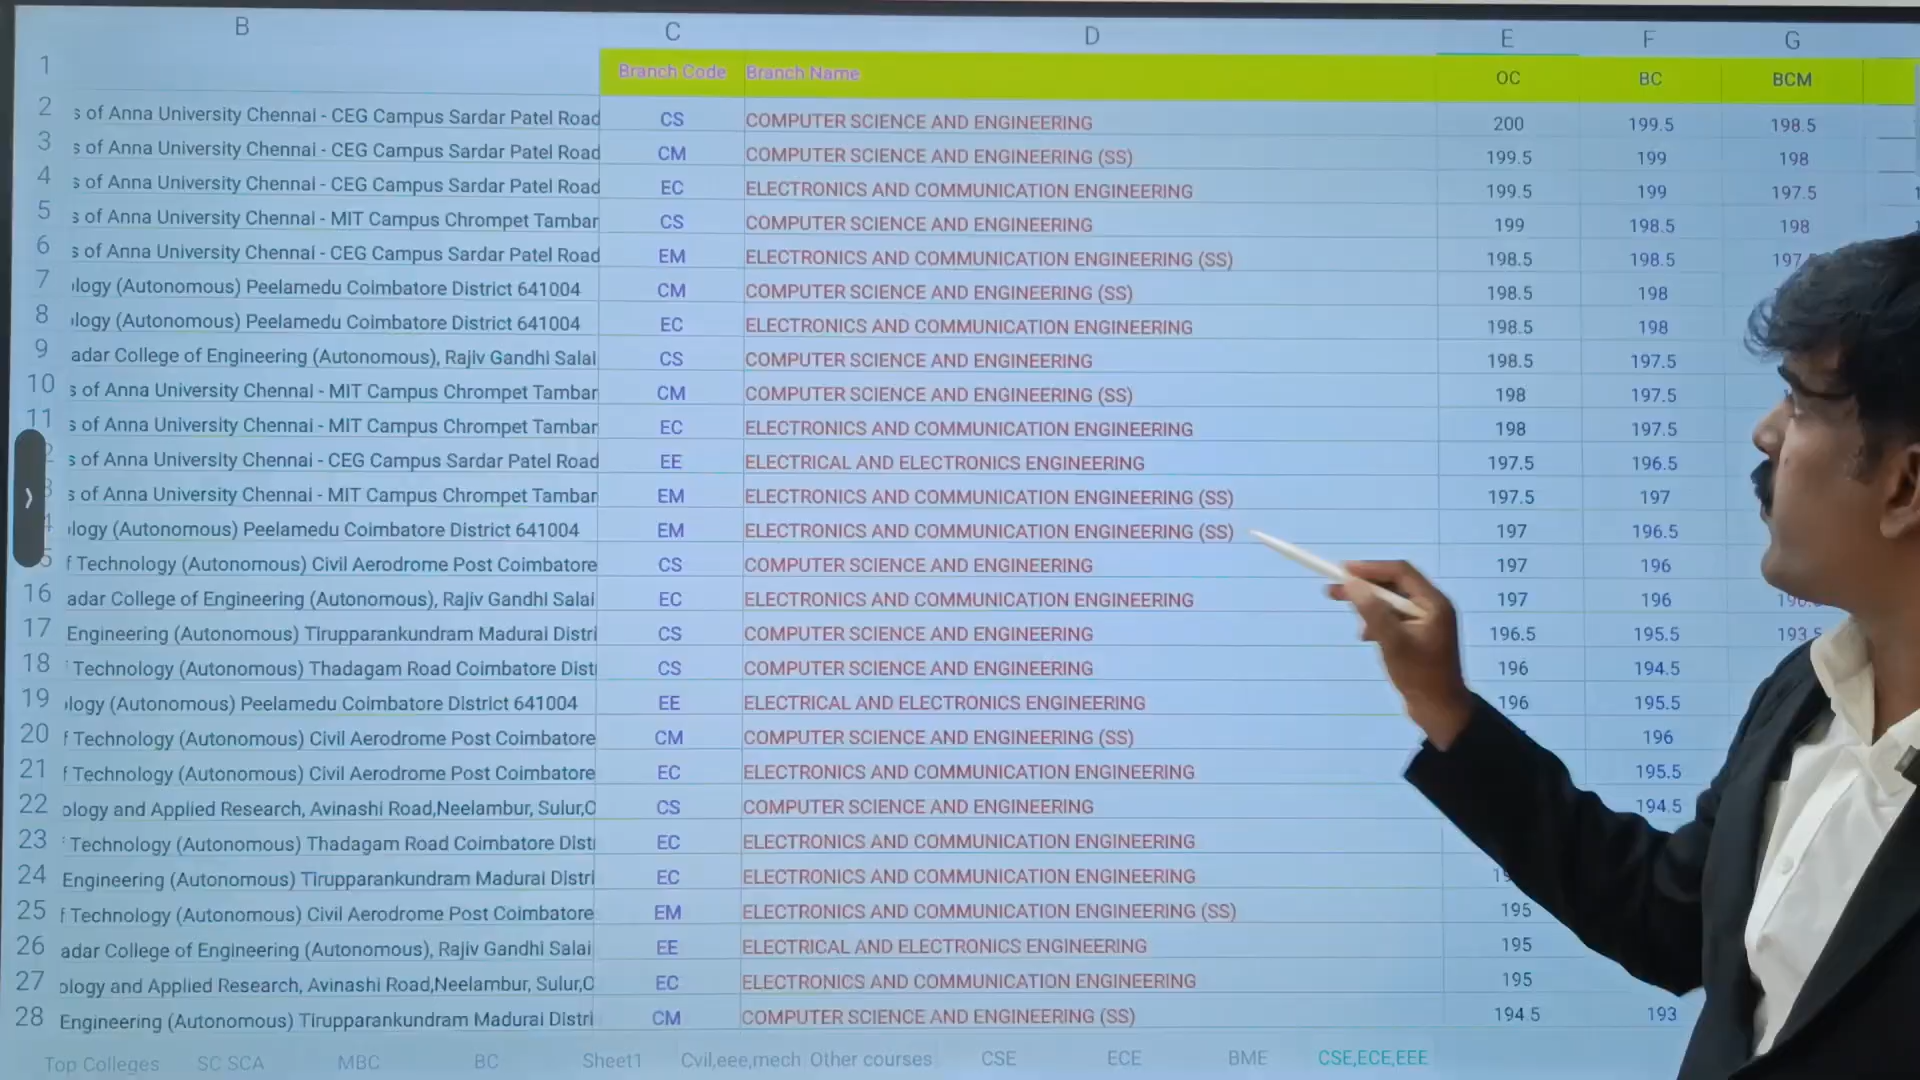 B C D E F G
1 Branch Code Branch Name OC BC BCM
2 s of Anna University Chennai - CEG Campus Sardar Patel Road CS COMPUTER SCIENCE AND ENGINEERING 200 199.5 198.5
3 s of Anna University Chennai - CEG Campus Sardar Patel Road CM COMPUTER SCIENCE AND ENGINEERING (SS) 199.5 199 198
4 s of Anna University Chennai - CEG Campus Sardar Patel Road EC ELECTRONICS AND COMMUNICATION ENGINEERING 199.5 199 197.5
5 s of Anna University Chennai - MIT Campus Chrompet Tambar CS COMPUTER SCIENCE AND ENGINEERING 199 198.5 198
6 s of Anna University Chennai - CEG Campus Sardar Patel Road EM ELECTRONICS AND COMMUNICATION ENGINEERING (SS) 198.5 198.5 197
7 logy (Autonomous) Peelamedu Coimbatore District 641004 CM COMPUTER SCIENCE AND ENGINEERING (SS) 198.5 198
8 logy (Autonomous) Peelamedu Coimbatore District 641004 EC ELECTRONICS AND COMMUNICATION ENGINEERING 198.5 198
9 adar College of Engineering (Autonomous), Rajiv Gandhi Salai CS COMPUTER SCIENCE AND ENGINEERING 198.5 197.5
10 s of Anna University Chennai - MIT Campus Chrompet Tambar CM COMPUTER SCIENCE AND ENGINEERING (SS) 198 197.5
11 s of Anna University Chennai - MIT Campus Chrompet Tambar EC ELECTRONICS AND COMMUNICATION ENGINEERING 198 197.5
2 s of Anna University Chennai - CEG Campus Sardar Patel Road EE ELECTRICAL AND ELECTRONICS ENGINEERING 197.5 196.5
3 s of Anna University Chennai - MIT Campus Chrompet Tambar EM ELECTRONICS AND COMMUNICATION ENGINEERING (SS) 197.5 197
4 logy (Autonomous) Peelamedu Coimbatore District 641004 EM ELECTRONICS AND COMMUNICATION ENGINEERING (SS) 197 196.5
5 f Technology (Autonomous) Civil Aerodrome Post Coimbatore CS COMPUTER SCIENCE AND ENGINEERING 197 196
16 adar College of Engineering (Autonomous), Rajiv Gandhi Salai EC ELECTRONICS AND COMMUNICATION ENGINEERING 197 196
17 Engineering (Autonomous) Tirupparankundram Madurai Distri CS COMPUTER SCIENCE AND ENGINEERING 196.5 195.5 193.5
18 Technology (Autonomous) Thadagam Road Coimbatore Dist CS COMPUTER SCIENCE AND ENGINEERING 196 194.5
19 logy (Autonomous) Peelamedu Coimbatore District 641004 EE ELECTRICAL AND ELECTRONICS ENGINEERING 196 195.5
20 f Technology (Autonomous) Civil Aerodrome Post Coimbatore CM COMPUTER SCIENCE AND ENGINEERING (SS) 196
21 f Technology (Autonomous) Civil Aerodrome Post Coimbatore EC ELECTRONICS AND COMMUNICATION ENGINEERING 195.5
22 ology and Applied Research, Avinashi Road,Neelambur, Sulur,C CS COMPUTER SCIENCE AND ENGINEERING 194.5
23 Technology (Autonomous) Thadagam Road Coimbatore Dist EC ELECTRONICS AND COMMUNICATION ENGINEERING
24 Engineering (Autonomous) Tirupparankundram Madurai Distri EC ELECTRONICS AND COMMUNICATION ENGINEERING
25 f Technology (Autonomous) Civil Aerodrome Post Coimbatore EM ELECTRONICS AND COMMUNICATION ENGINEERING (SS) 195
26 adar College of Engineering (Autonomous), Rajiv Gandhi Salai EE ELECTRICAL AND ELECTRONICS ENGINEERING 195
27 ology and Applied Research, Avinashi Road,Neelambur, Sulur,C EC ELECTRONICS AND COMMUNICATION ENGINEERING 195
28 Engineering (Autonomous) Tirupparankundram Madurai Distri CM COMPUTER SCIENCE AND ENGINEERING (SS) 194.5 193
Top Colleges SC SCA MBC BC Sheet1 Cvil,eee,mech Other courses CSE ECE BME CSE,ECE,EEE